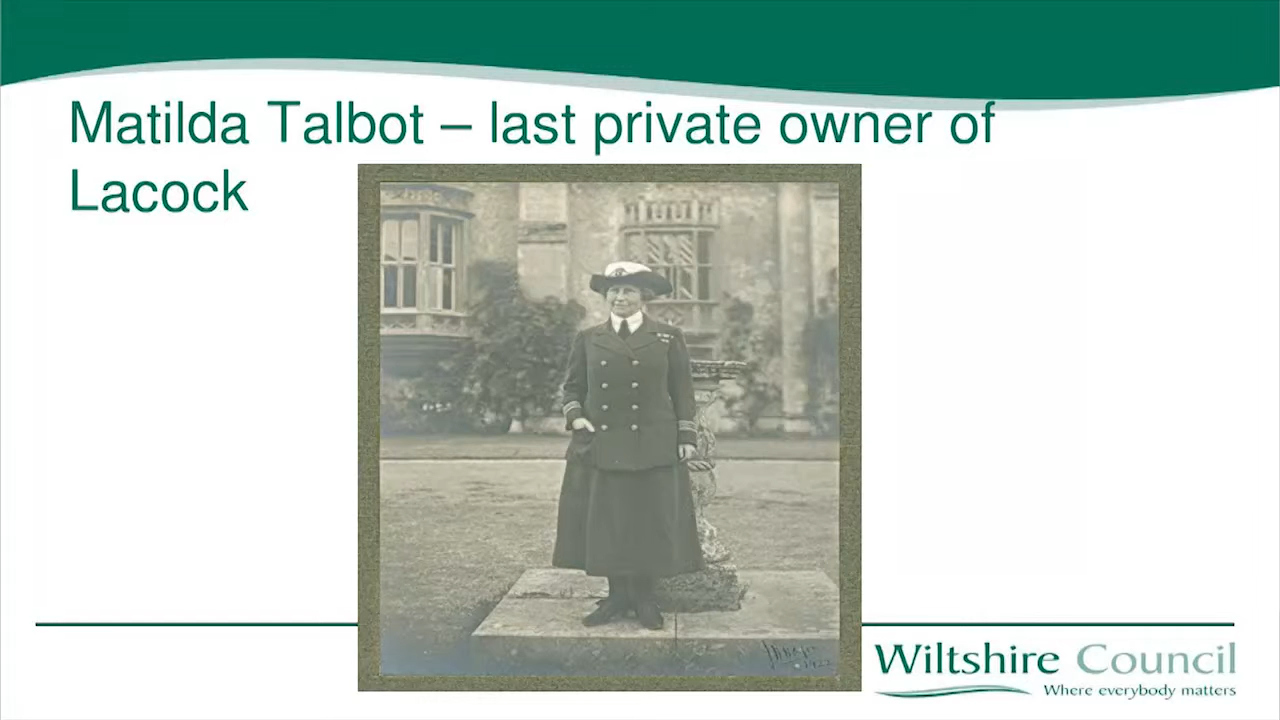 Matilda Talbot – last private owner of
Lacock
Wiltshire Council
Where everybody matters